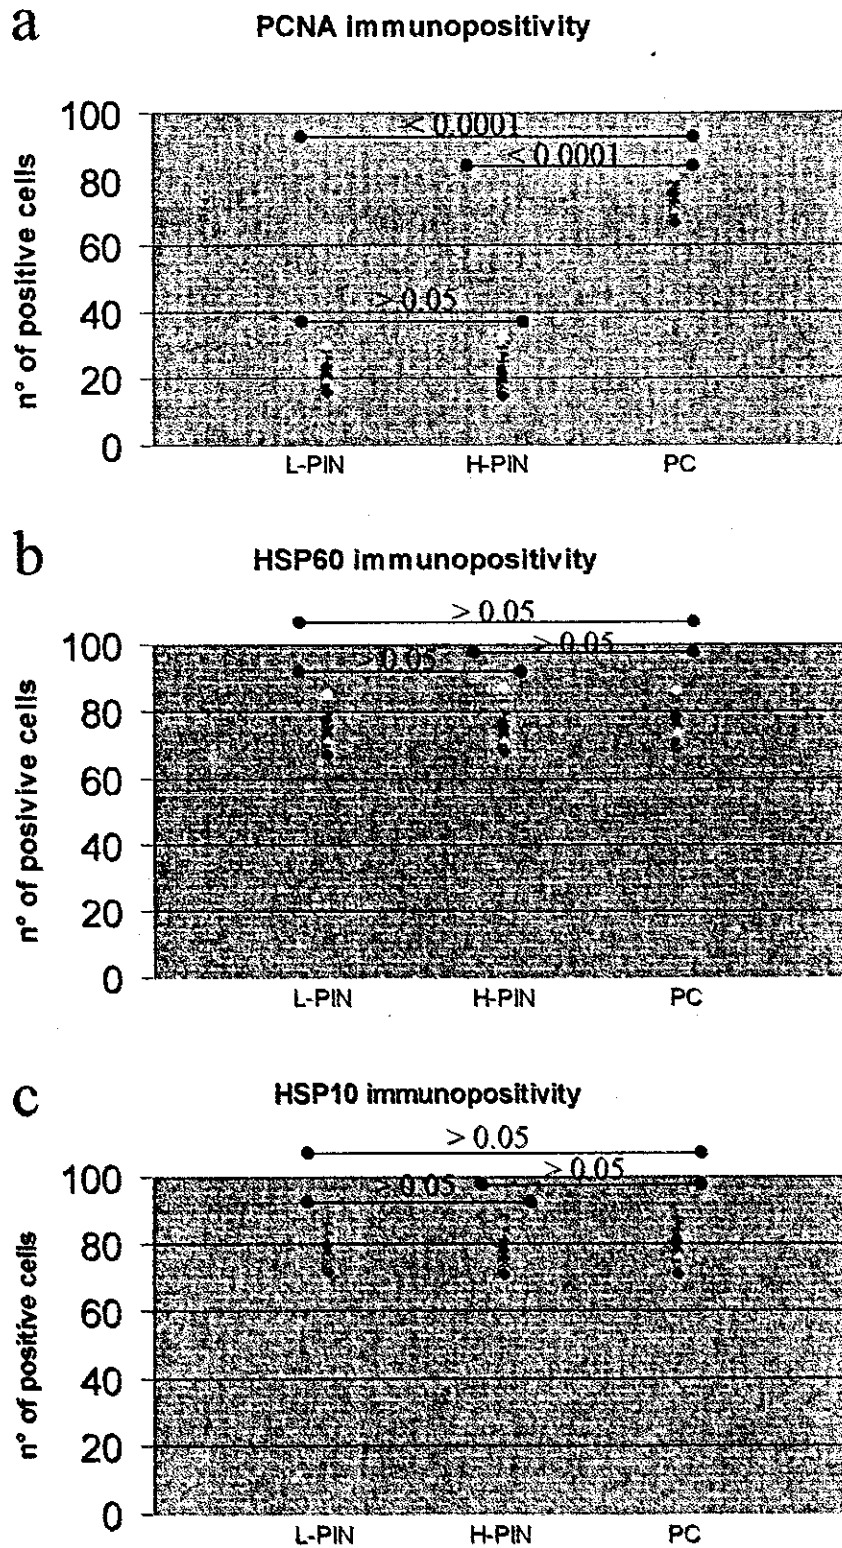 a
PCNA immunopositivity
n° of positive cells
100
80
60
40
20
0
< 0.0001
< 0.0001
> 0.05
L-PIN H-PIN PC
b
HSP60 immunopositivity
n° of posivive cells
100
80
60
40
20
0
> 0.05
> 0.05
> 0.05
L-PIN H-PIN PC
c
HSP10 immunopositivity
n° of positive cells
100
80
60
40
20
0
> 0.05
> 0.05
> 0.05
L-PIN H-PIN PC